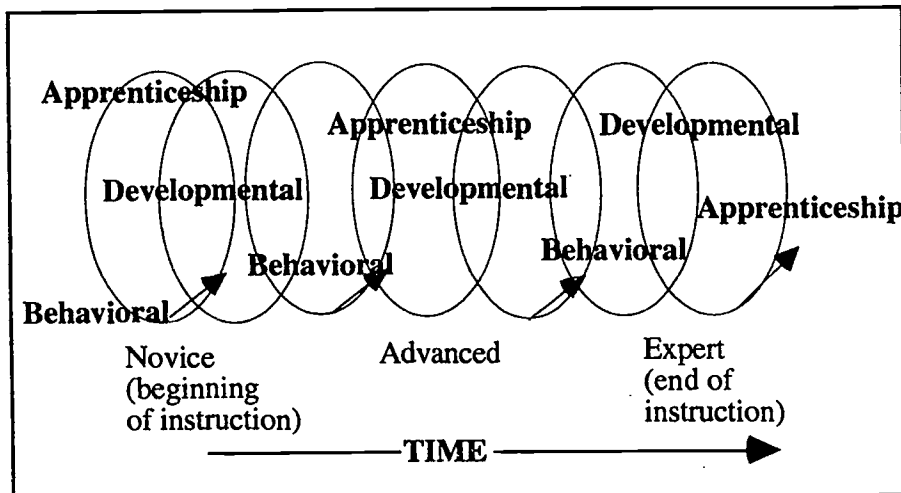 Apprenticeship
Apprenticeship
Developmental
Developmental
Developmental
Apprenticeship
Behavioral
Behavioral
Behavioral
Novice
(beginning
of instruction)
Advanced
Expert
(end of
instruction)
TIME